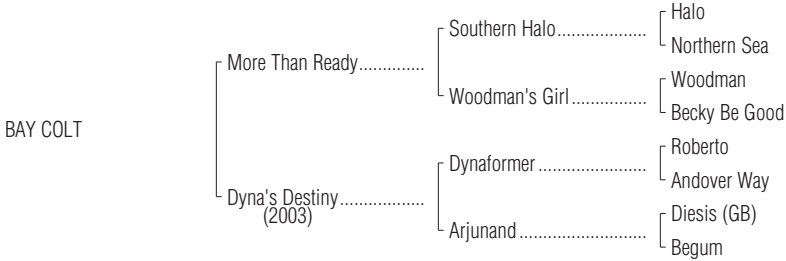 Halo
Southern Halo...................
Northern Sea
More Than Ready..............
Woodman
Woodman's Girl................
Becky Be Good
BAY COLT
Roberto
Dynaformer.......................
Andover Way
Dyna's Destiny..................
(2003)
Diesis (GB)
Arjunand...........................
Begum